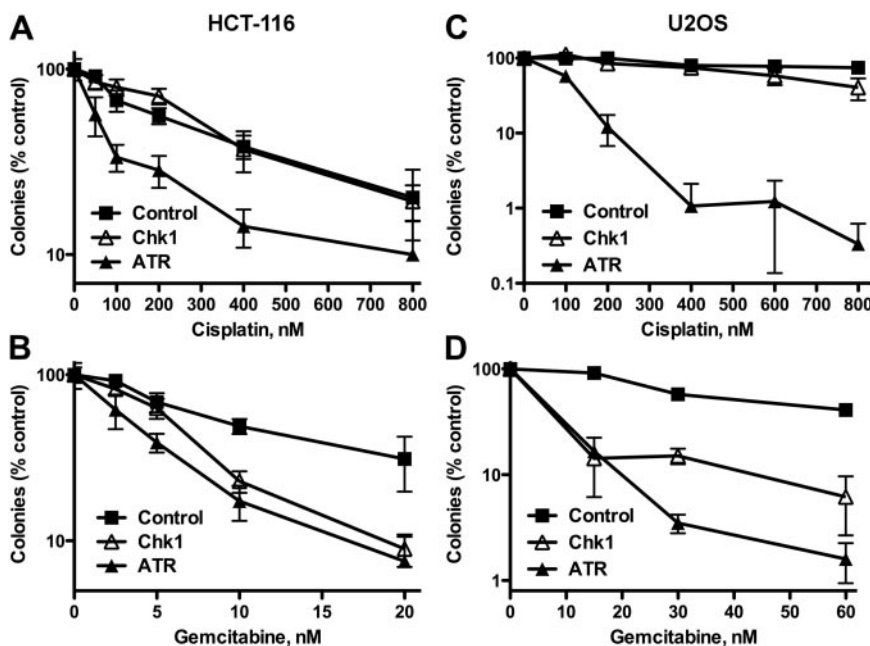 A
HCT-116
Colonies (% control)
100
10
Control
Chk1
ATR
0 100 200 300 400 500 600 700 800
Cisplatin, nM
C
U2OS
Colonies (% control)
100
10
1
0.1
Control
Chk1
ATR
0 100 200 300 400 500 600 700 800
Cisplatin, nM
B
Colonies (% control)
100
10
Control
Chk1
ATR
0 5 10 15 20
Gemcitabine, nM
D
Colonies (% control)
100
10
1
Control
Chk1
ATR
0 10 20 30 40 50 60
Gemcitabine, nM